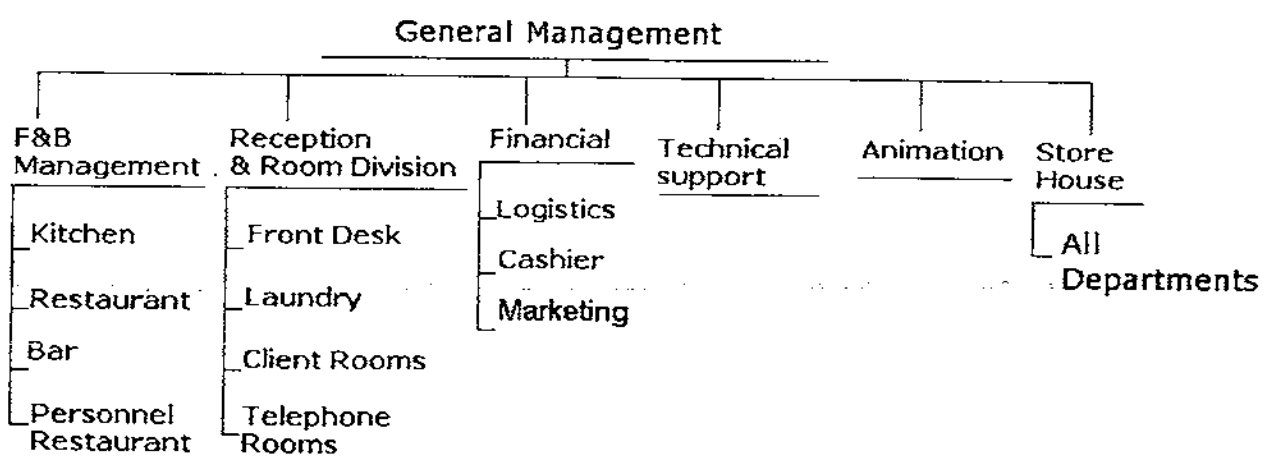 General Management
F&B
Management
Kitchen
Restaurant
Bar
Personnel
Restaurant
Reception
& Room Division
Front Desk
Laundry
Client Rooms
Telephone
Rooms
Financial
Logistics
Cashier
Marketing
Technical
support
Animation
Store
House
All
Departments